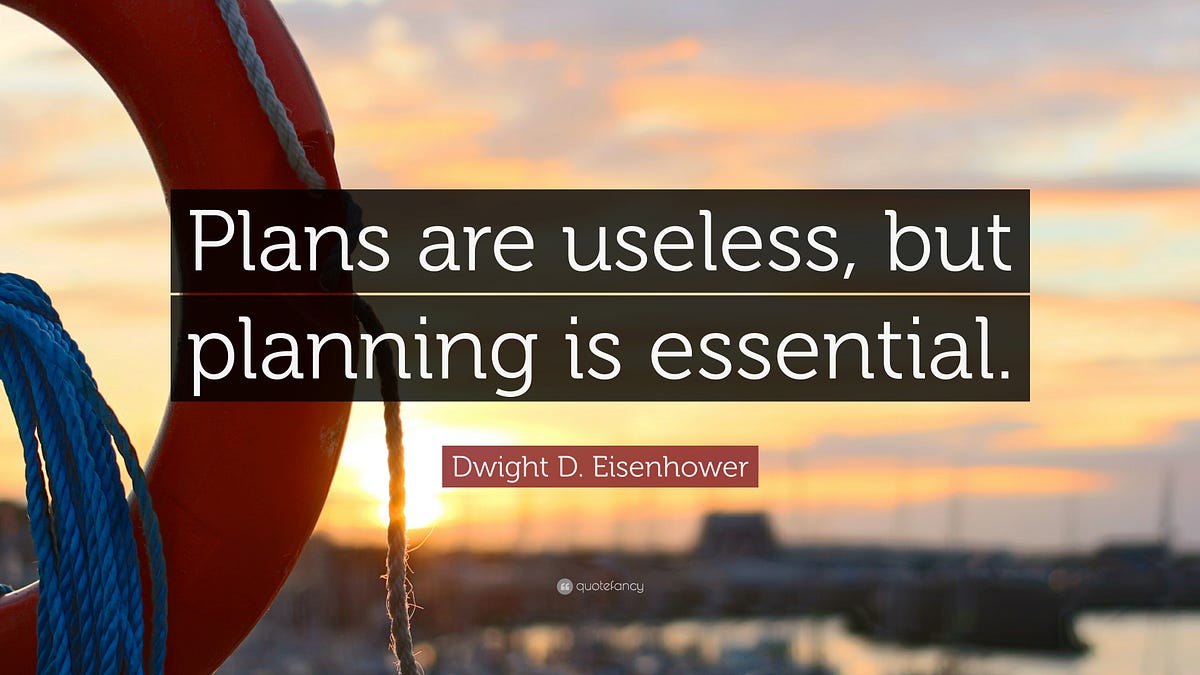 Plans are useless, but
planning is essential.
Dwight D. Eisenhower
quotefancy